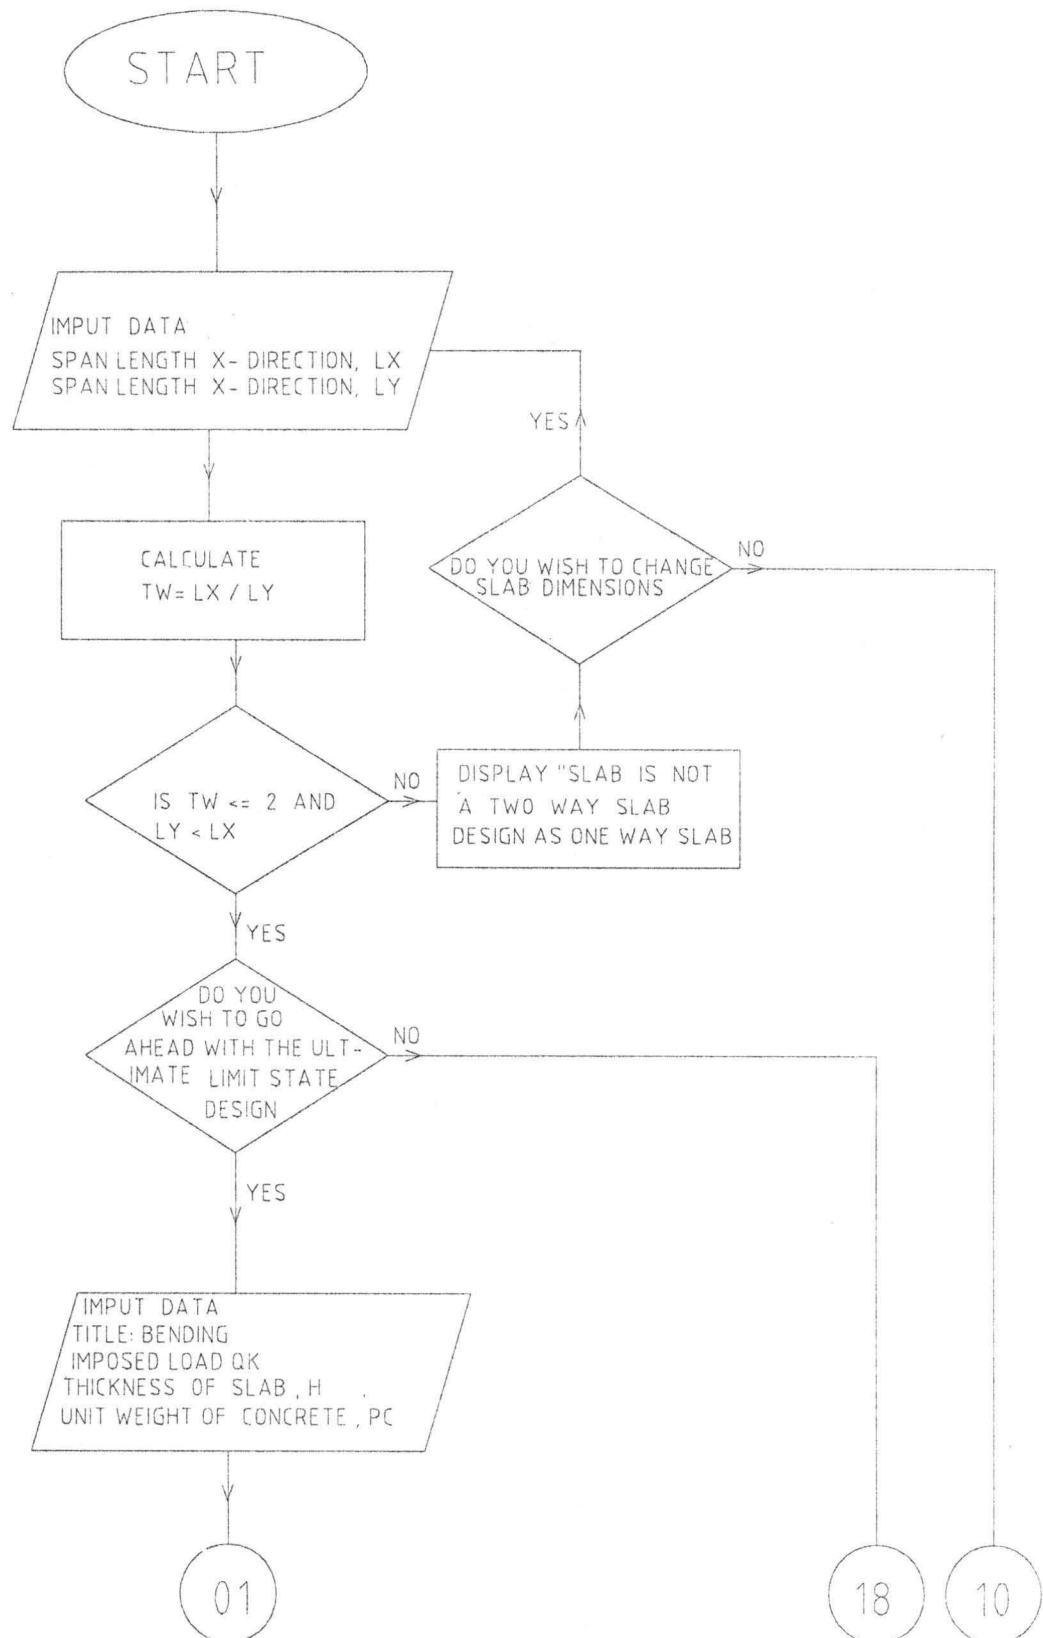 START
IMPUT DATA
SPAN LENGTH X- DIRECTION, LX
SPAN LENGTH X- DIRECTION, LY
YES
CALCULATE
TW= LX / LY
DO YOU WISH TO CHANGE
SLAB DIMENSIONS
NO
IS TW <= 2 AND
LY < LX
NO
DISPLAY "SLAB IS NOT
A TWO WAY SLAB
DESIGN AS ONE WAY SLAB
YES
DO YOU
WISH TO GO
AHEAD WITH THE ULT-
IMATE LIMIT STATE
DESIGN
NO
YES
IMPUT DATA
TITLE: BENDING
IMPOSED LOAD QK
THICKNESS OF SLAB , H
UNIT WEIGHT OF CONCRETE , PC
01
18
10